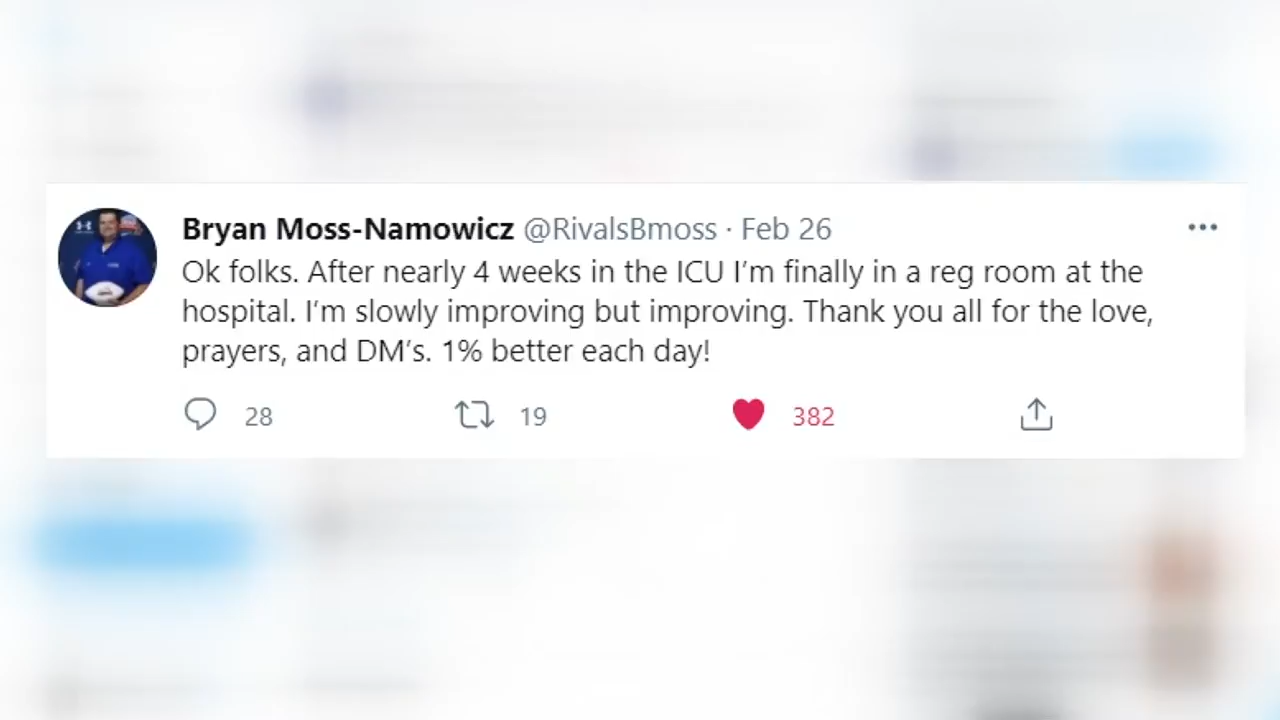 Bryan Moss-Namowicz @RivalsBmoss · Feb 26
Ok folks. After nearly 4 weeks in the ICU I’m finally in a reg room at the
hospital. I’m slowly improving but improving. Thank you all for the love,
prayers, and DM’s. 1% better each day!
28 19 382